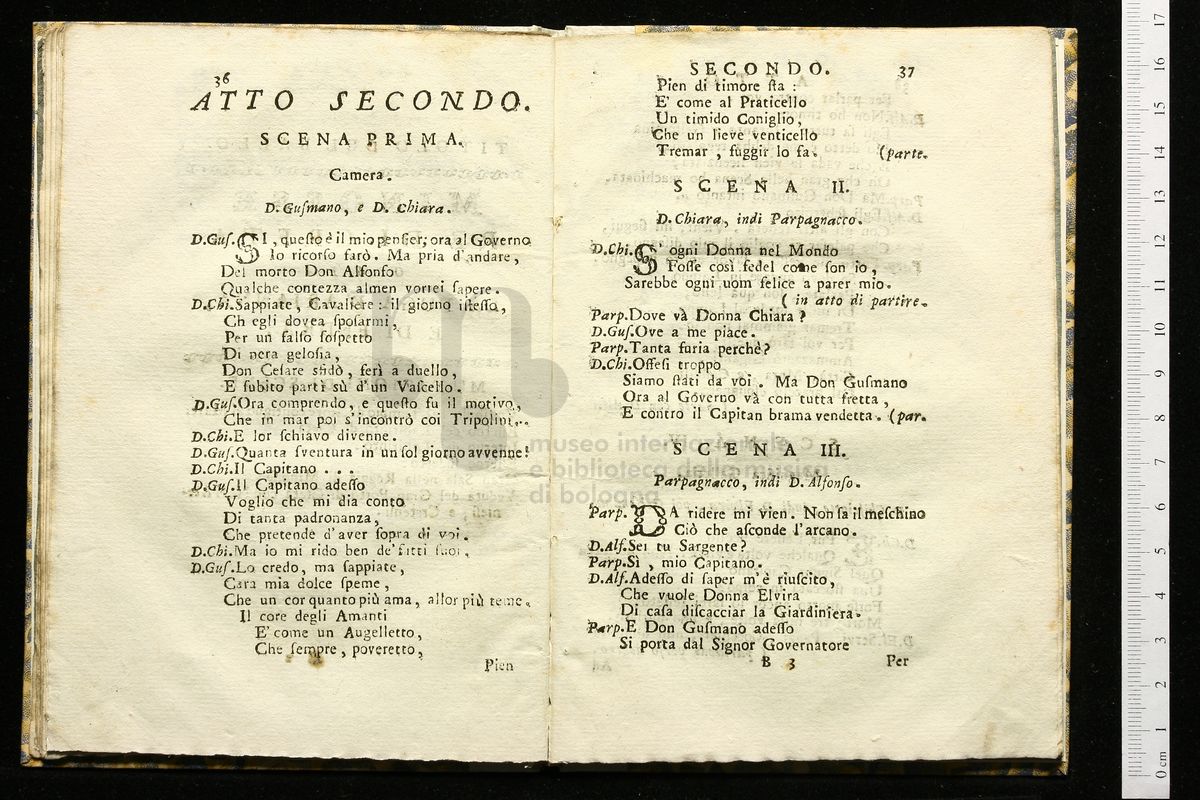 36
ATTO SECONDO.
SCENA PRIMA.
Camera.
D. Guſmano, e D. Chiara.
D.Guſ. SI, queſto è il mio penſier; ora al Governo
Io ricorſo farò. Ma pria d'andare,
Del morto Don Alfonſo
Qualche contezza almen vorrei ſapere.
D.Chi. Sappiate, Cavaliere: il giorno iſteſſo,
Ch egli dovea ſpoſarmi,
Per un falſo ſoſpetto
Di nera geloſia,
Don Ceſare sfidò, ferì a duello,
E ſubito partì sù d'un Vaſcello.
D.Guſ. Ora comprendo, e queſto fu il motivo,
Che in mar poi s'incontrò coi Tripolini..
D.Chi. E lor ſchiavo divenne.
D.Guſ. Quanta ſventura in un ſol giorno avvenne!
D.Chi. Il Capitano . . .
D.Guſ. Il Capitano adeſſo
Voglio che mi dia conto
Di tanta padronanza,
Che pretende d'aver ſopra di voi.
D.Chi. Ma io mi rido ben de' fatti ſuoi.
D.Guſ. Lo credo, ma ſappiate,
Cara mia dolce ſpeme,
Che un cor quanto più ama, allor più teme.
Il core degli Amanti
E' come un Augelletto,
Che ſempre, poveretto,
Pien
SECONDO. 37
Pien di timore ſta:
E' come al Praticello
Un timido Coniglio,
Che un lieve venticello
Tremar, fuggir lo fa. (parte.
SCENA II.
D. Chiara, indi Parpagnacco.
D.Chi. S' ogni Donna nel Mondo
Foſſe così fedel come ſon io,
Sarebbe ogni uom felice a parer mio.
( in atto di partire.
Parp. Dove và Donna Chiara?
D.Guſ. Ove a me piace.
Parp. Tanta furia perchè?
D.Chi. Offeſi troppo
Siamo ſtati da voi. Ma Don Guſmano
Ora al Governo và con tutta fretta,
E contro il Capitan brama vendetta. (par.
SCENA III.
Parpagnacco, indi D. Alfonſo.
Parp. DA ridere mi vien. Non ſa il meſchino
Ciò che aſconde l'arcano.
D.Alf. Sei tu Sargente?
Parp. Sì, mio Capitano.
D.Alf. Adeſſo di ſaper m'è riuſcito,
Che vuole Donna Elvira
Di caſa diſcacciar la Giardiniera.
Parp. E Don Guſmano adeſſo
Si porta dal Signor Governatore
B 3 Per
museo internazionale
e biblioteca della musica
di bologna
17
16
15
14
13
12
11
10
9
8
7
6
5
4
3
2
1
0 cm